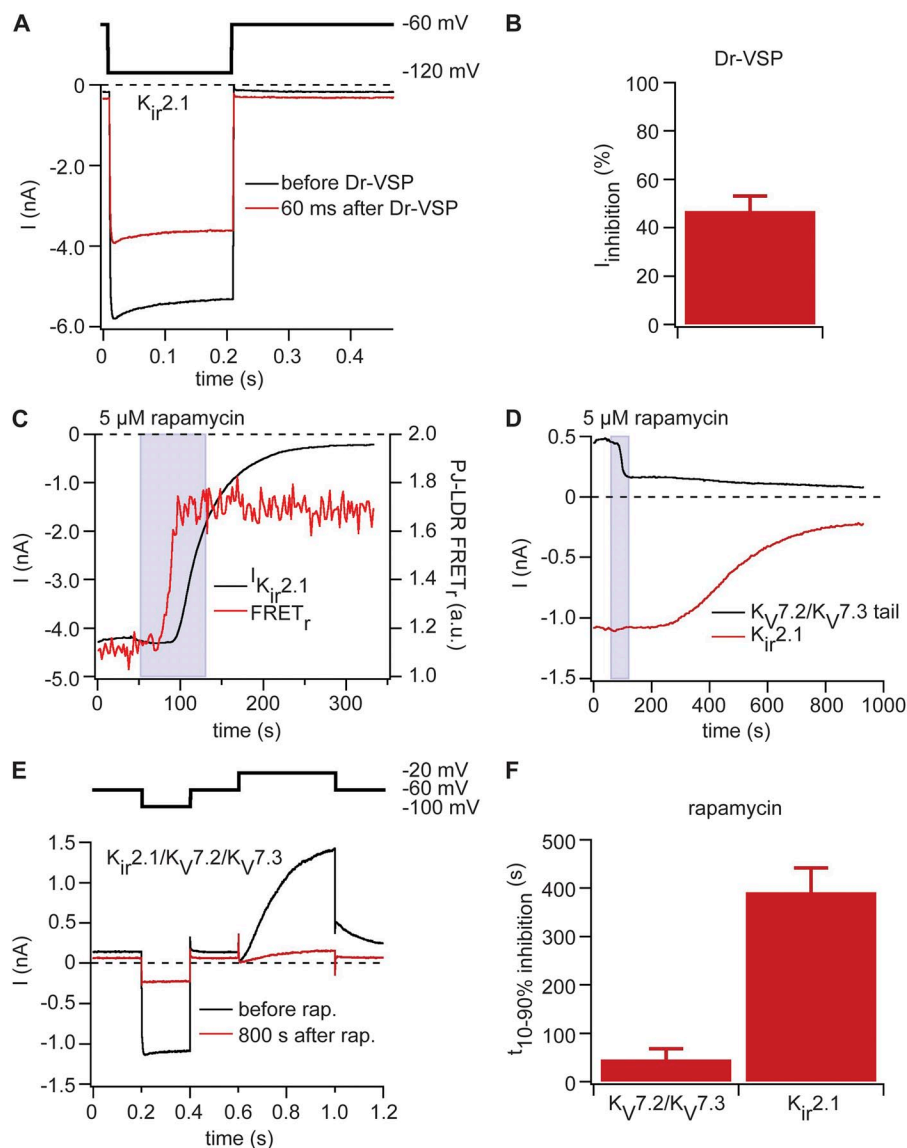 A
-60 mV
-120 mV
0
-2.0
-4.0
-6.0
I (nA)
Kir2.1
before Dr-VSP
60 ms after Dr-VSP
0 0.1 0.2 0.3 0.4
time (s)
B
Dr-VSP
100
80
60
40
20
0
Iinhibition (%)
C
5 μM rapamycin
0
-1.0
-2.0
-3.0
-4.0
-5.0
I (nA)
2.0
1.8
1.6
1.4
1.2
1.0
PJ-LDR FRETr (a.u.)
IKir2.1
FRETr
0 100 200 300
time (s)
D
5 μM rapamycin
0.5
0
-0.5
-1.0
-1.5
I (nA)
KV7.2/KV7.3 tail
Kir2.1
0 200 400 600 800 1000
time (s)
E
-20 mV
-60 mV
-100 mV
1.5
1.0
0.5
0
-0.5
-1.0
-1.5
I (nA)
Kir2.1/KV7.2/KV7.3
before rap.
800 s after rap.
0 0.2 0.4 0.6 0.8 1.0 1.2
time (s)
F
rapamycin
500
400
300
200
100
0
t10-90% inhibition (s)
KV7.2/KV7.3 Kir2.1